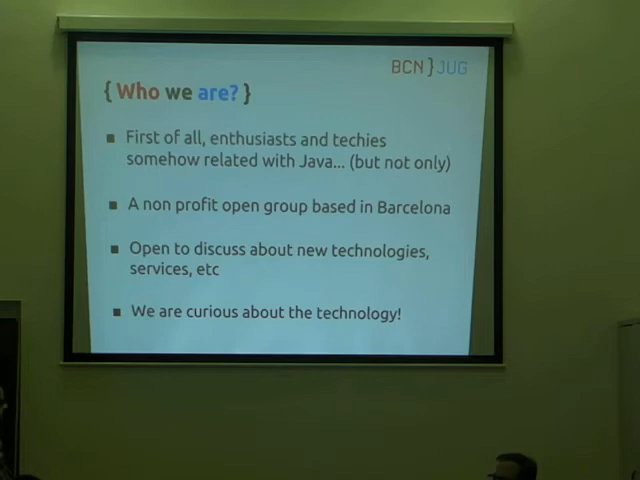 BCN}JUG
{ Who we are? }
▪ First of all, enthusiasts and techies
somehow related with Java... (but not only)
▪ A non profit open group based in Barcelona
▪ Open to discuss about new technologies,
services, etc
▪ We are curious about the technology!